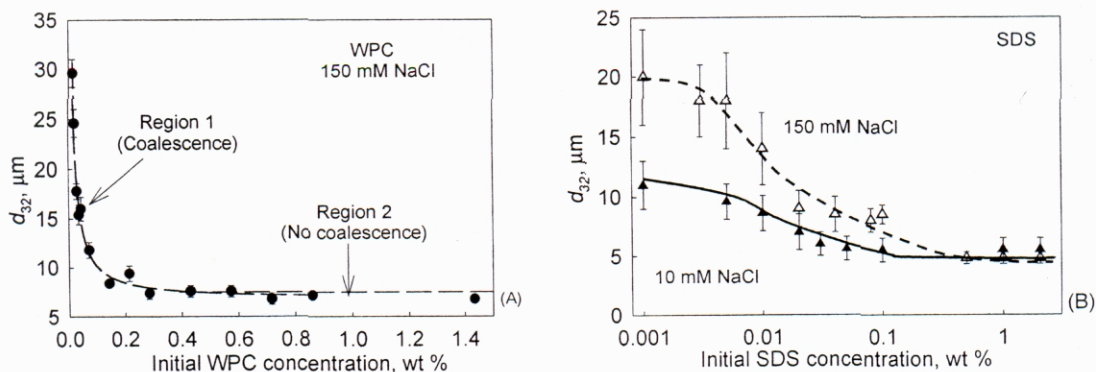 35
30
25
20
15
10
5
d32, μm
WPC
150 mM NaCl
Region 1
(Coalescence)
Region 2
(No coalescence)
(A)
0.0 0.2 0.4 0.6 0.8 1.0 1.2 1.4
Initial WPC concentration, wt %
25
20
15
10
5
0
d32, μm
SDS
150 mM NaCl
10 mM NaCl
(B)
0.001 0.01 0.1 1
Initial SDS concentration, wt %